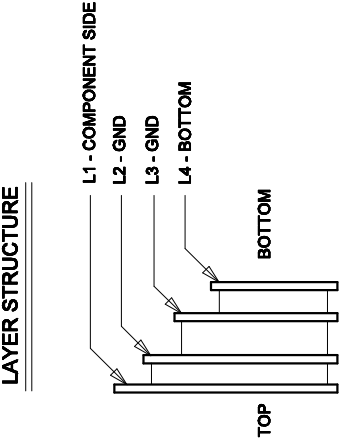 LAYER STRUCTURE
L1 - COMPONENT SIDE
L2 - GND
L3 - GND
L4 - BOTTOM
TOP
BOTTOM